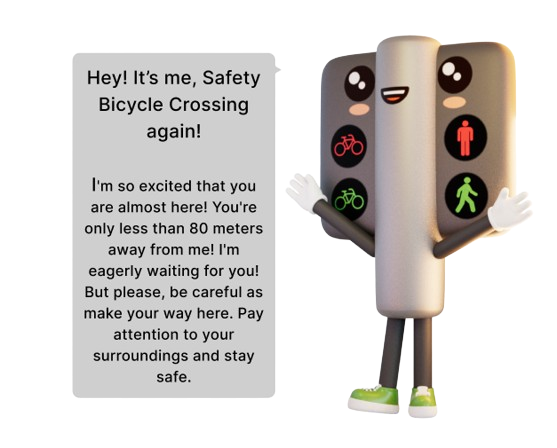 Hey! It’s me, Safety
Bicycle Crossing
again!
I'm so excited that you
are almost here! You're
only less than 80 meters
away from me! I'm
eagerly waiting for you!
But please, be careful as
make your way here. Pay
attention to your
surroundings and stay
safe.